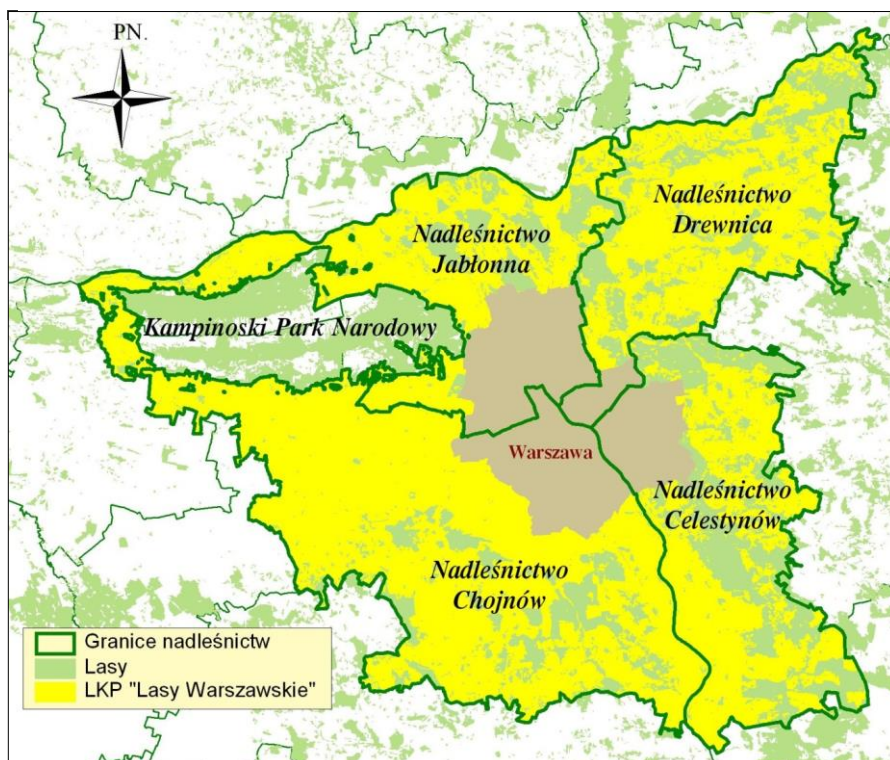 PN.
Nadleśnictwo
Drewnica
Nadleśnictwo
Jabłonna
Kampinoski Park Narodowy
Warszawa
Nadleśnictwo
Celestynów
Nadleśnictwo
Chojnów
Granice nadleśnictw
Lasy
LKP "Lasy Warszawskie"